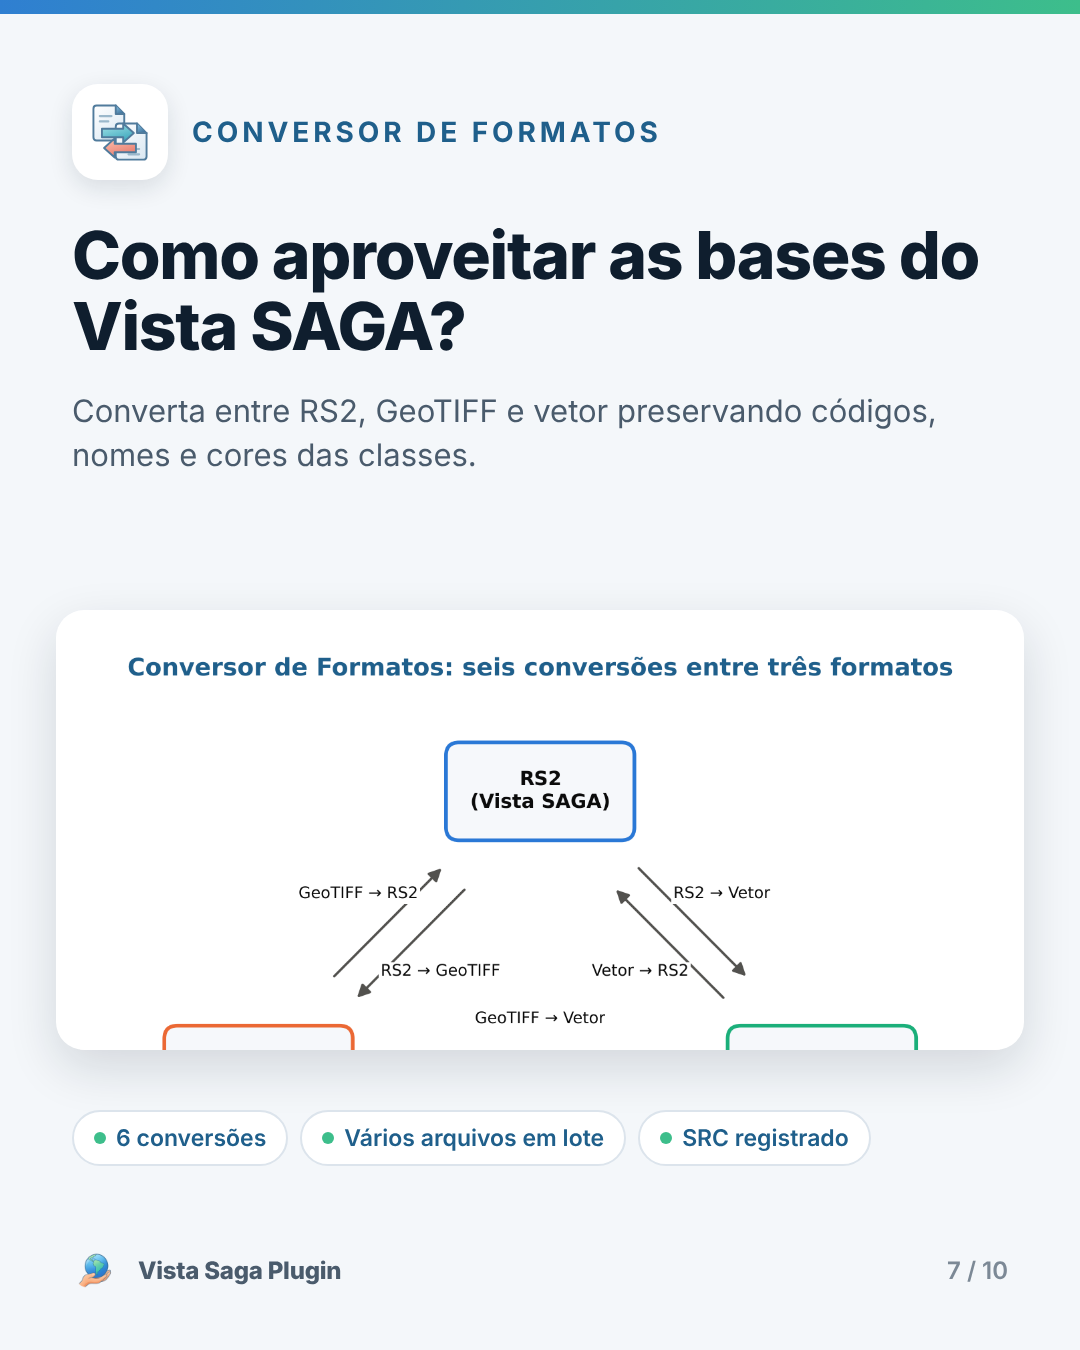 CONVERSOR DE FORMATOS
Como aproveitar as bases do
Vista SAGA?
Converta entre RS2, GeoTIFF e vetor preservando códigos,
nomes e cores das classes.
Conversor de Formatos: seis conversões entre três formatos
RS2
(Vista SAGA)
GeoTIFF → RS2
RS2 → Vetor
RS2 → GeoTIFF
Vetor → RS2
GeoTIFF → Vetor
6 conversões
Vários arquivos em lote
SRC registrado
Vista Saga Plugin
7 / 10